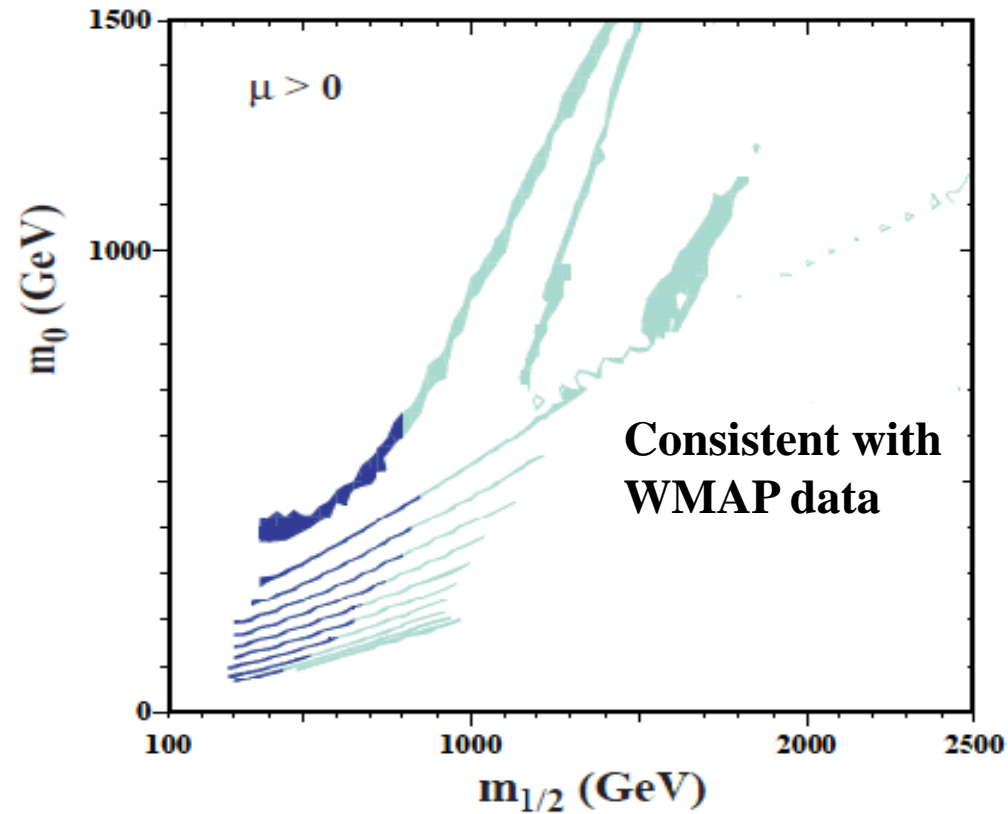 1500
μ > 0
1000
m0 (GeV)
Consistent with
WMAP data
0
100 1000 2000 2500
m1/2 (GeV)